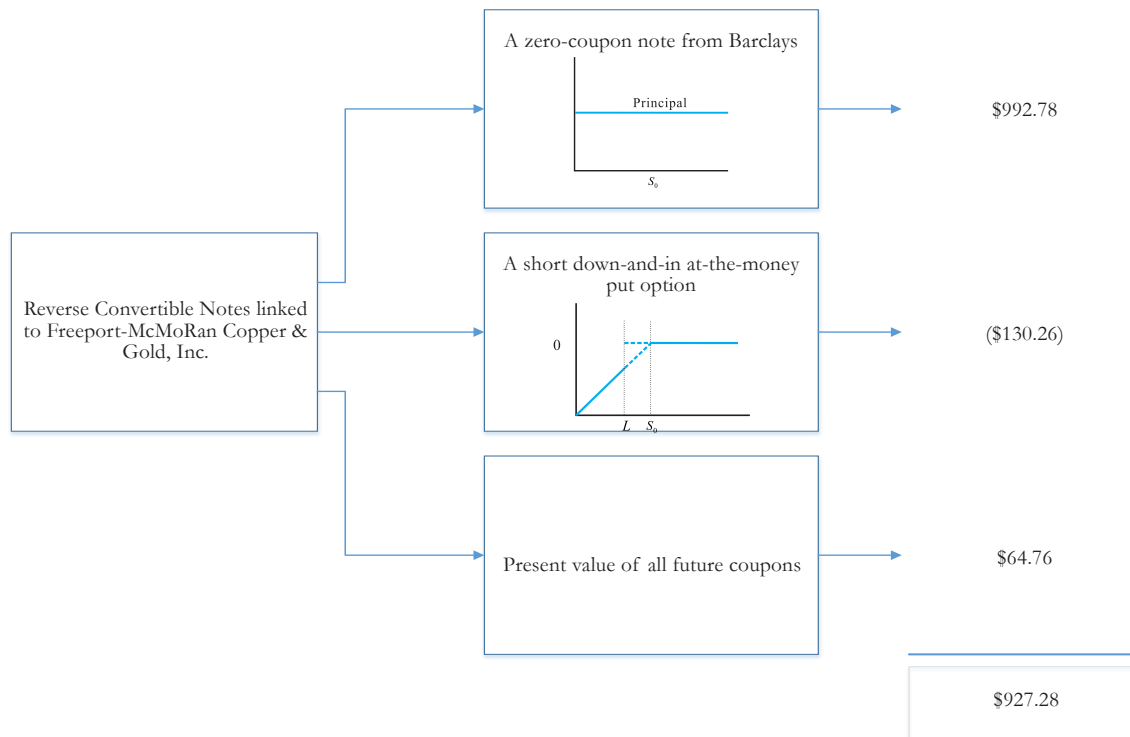 Reverse Convertible Notes linked
to Freeport-McMoRan Copper &
Gold, Inc.
A zero-coupon note from Barclays
Principal
S₀
$992.78
A short down-and-in at-the-money
put option
0
L S₀
($130.26)
Present value of all future coupons
$64.76
$927.28